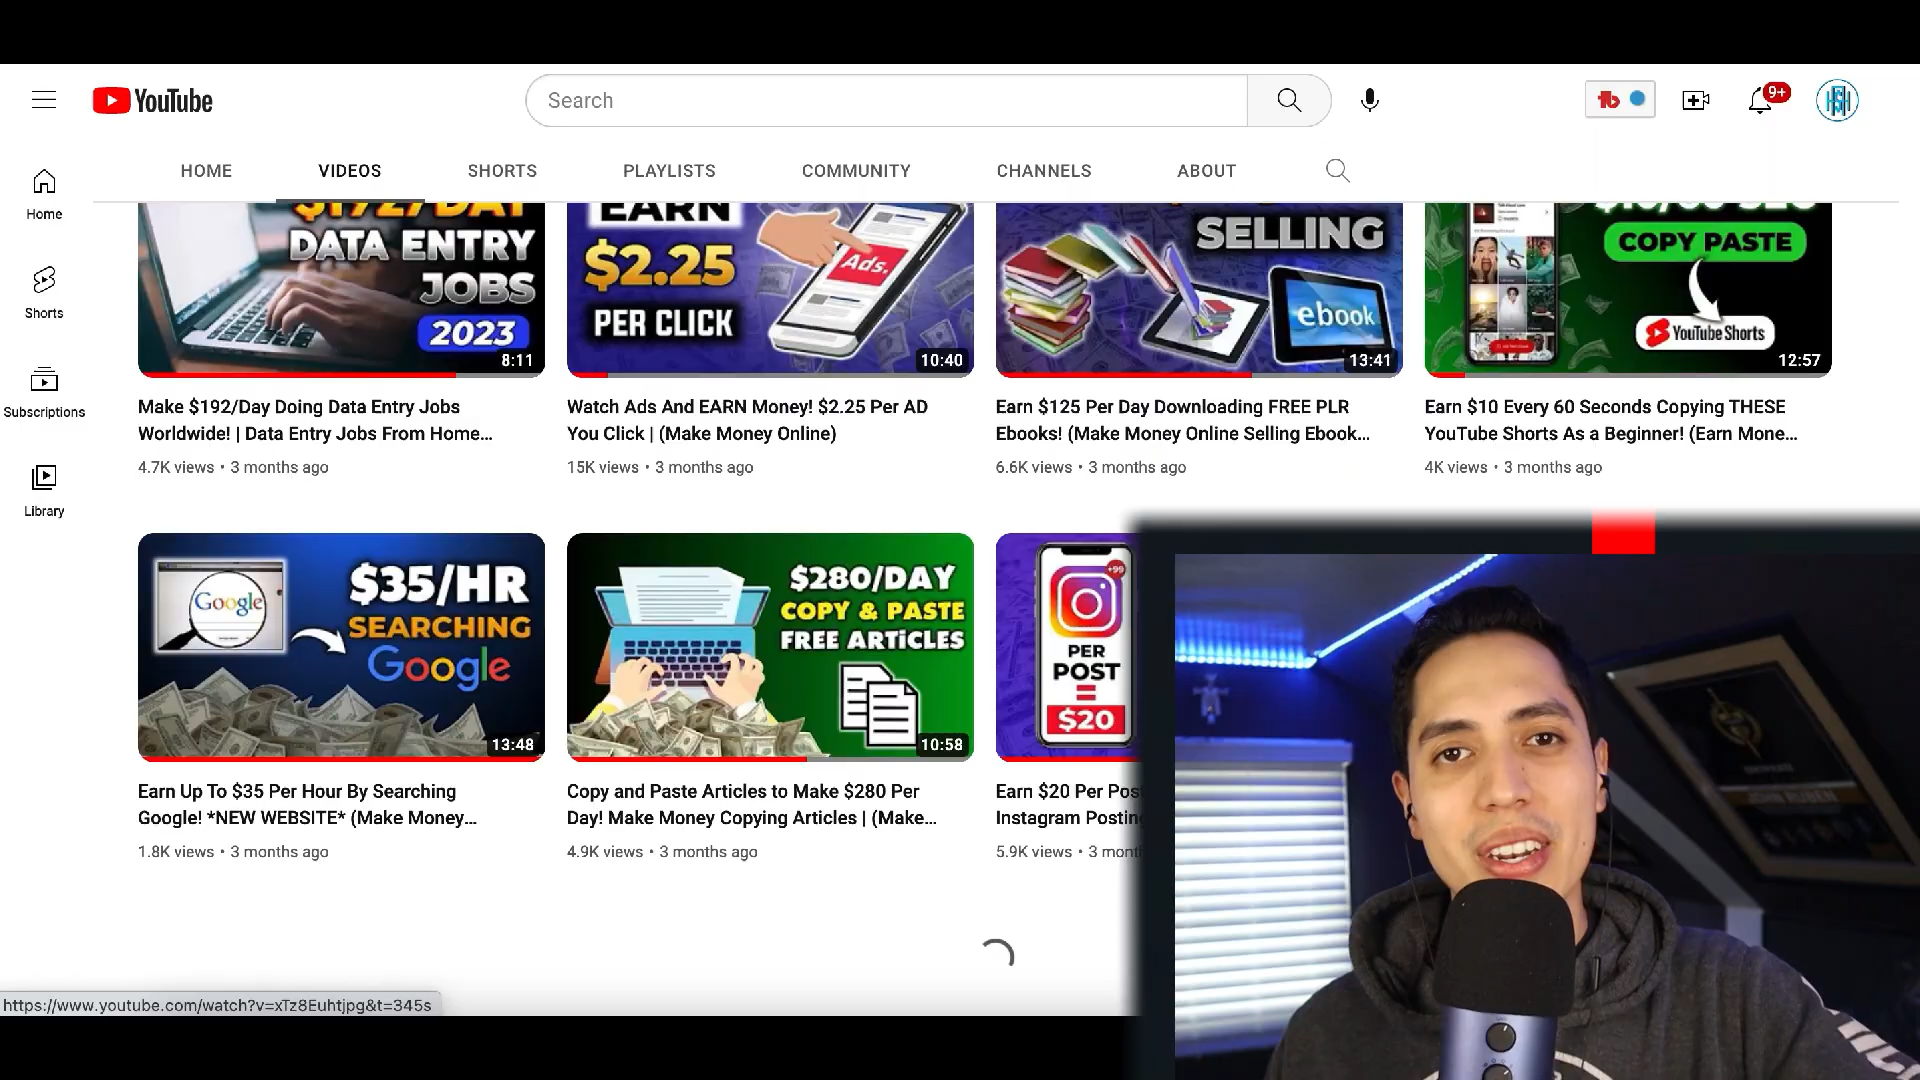 YouTube
Search
9+
HOME
VIDEOS
SHORTS
PLAYLISTS
COMMUNITY
CHANNELS
ABOUT
Home
Shorts
Subscriptions
Library
$192/DAY
DATA ENTRY
JOBS
2023
8:11
EARN
$2.25
PER CLICK
Ads.
10:40
SELLING
ebook
13:41
COPY PASTE
YouTube Shorts
12:57
Make $192/Day Doing Data Entry Jobs
Worldwide! | Data Entry Jobs From Home...
4.7K views • 3 months ago
Watch Ads And EARN Money! $2.25 Per AD
You Click | (Make Money Online)
15K views • 3 months ago
Earn $125 Per Day Downloading FREE PLR
Ebooks! (Make Money Online Selling Ebook...
6.6K views • 3 months ago
Earn $10 Every 60 Seconds Copying THESE
YouTube Shorts As a Beginner! (Earn Mone...
4K views • 3 months ago
Google
$35/HR
SEARCHING
Google
13:48
$280/DAY
COPY & PASTE
FREE ARTiCLES
10:58
+99
PER
POST
=
$20
Earn Up To $35 Per Hour By Searching
Google! *NEW WEBSITE* (Make Money...
1.8K views • 3 months ago
Copy and Paste Articles to Make $280 Per
Day! Make Money Copying Articles | (Make...
4.9K views • 3 months ago
Earn $20 Per Pos
Instagram Posting
5.9K views • 3 mont
https://www.youtube.com/watch?v=xTz8Euhtjpg&t=345s